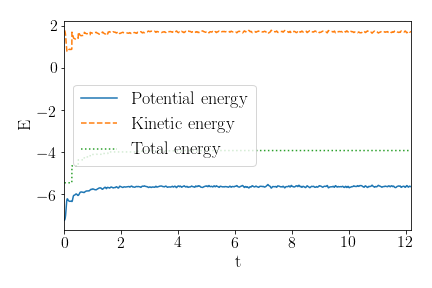 2
0
−2
−4
−6
E
Potential energy
Kinetic energy
Total energy
0 2 4 6 8 10 12
t